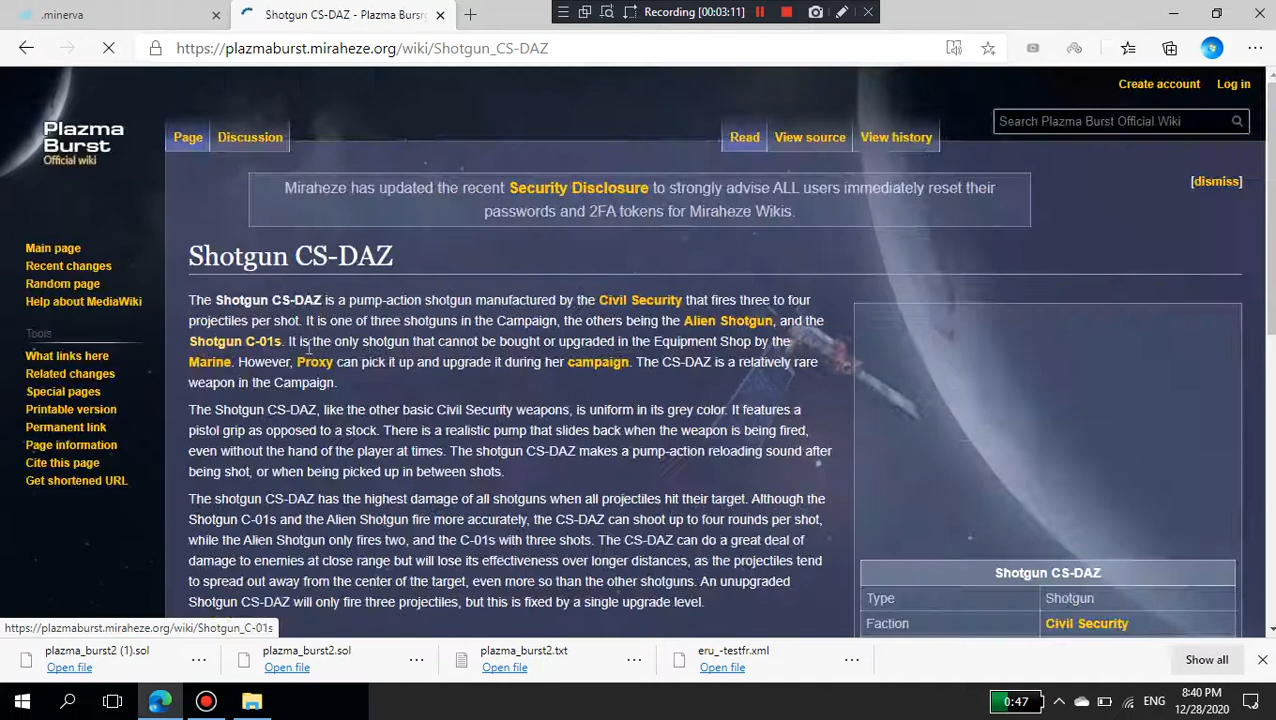 .minerva
Shotgun CS-DAZ - Plazma Bursr
Recording [00:03:11]
https://plazmaburst.miraheze.org/wiki/Shotgun_CS-DAZ
Create account Log in
Plazma
Burst
Official wiki
Page Discussion Read View source View history
Search Plazma Burst Official Wiki
Miraheze has updated the recent Security Disclosure to strongly advise ALL users immediately reset their
passwords and 2FA tokens for Miraheze Wikis.
[dismiss]
Main page
Recent changes
Random page
Help about MediaWiki
Tools
What links here
Related changes
Special pages
Printable version
Permanent link
Page information
Cite this page
Get shortened URL
Shotgun CS-DAZ
The Shotgun CS-DAZ is a pump-action shotgun manufactured by the Civil Security that fires three to four
projectiles per shot. It is one of three shotguns in the Campaign, the others being the Alien Shotgun, and the
Shotgun C-01s. It is the only shotgun that cannot be bought or upgraded in the Equipment Shop by the
Marine. However, Proxy can pick it up and upgrade it during her campaign. The CS-DAZ is a relatively rare
weapon in the Campaign.
The Shotgun CS-DAZ, like the other basic Civil Security weapons, is uniform in its grey color. It features a
pistol grip as opposed to a stock. There is a realistic pump that slides back when the weapon is being fired,
even without the hand of the player at times. The shotgun CS-DAZ makes a pump-action reloading sound after
being shot, or when being picked up in between shots.
The shotgun CS-DAZ has the highest damage of all shotguns when all projectiles hit their target. Although the
Shotgun C-01s and the Alien Shotgun fire more accurately, the CS-DAZ can shoot up to four rounds per shot,
while the Alien Shotgun only fires two, and the C-01s with three shots. The CS-DAZ can do a great deal of
damage to enemies at close range but will lose its effectiveness over longer distances, as the projectiles tend
to spread out away from the center of the target, even more so than the other shotguns. An unupgraded
Shotgun CS-DAZ will only fire three projectiles, but this is fixed by a single upgrade level.
Shotgun CS-DAZ
Type Shotgun
Faction Civil Security
https://plazmaburst.miraheze.org/wiki/Shotgun_C-01s
plazma_burst2 (1).sol
Open file
plazma_burst2.sol
Open file
plazma_burst2.txt
Open file
eru_-testfr.xml
Open file
Show all
0:47
ENG
8:40 PM
12/28/2020